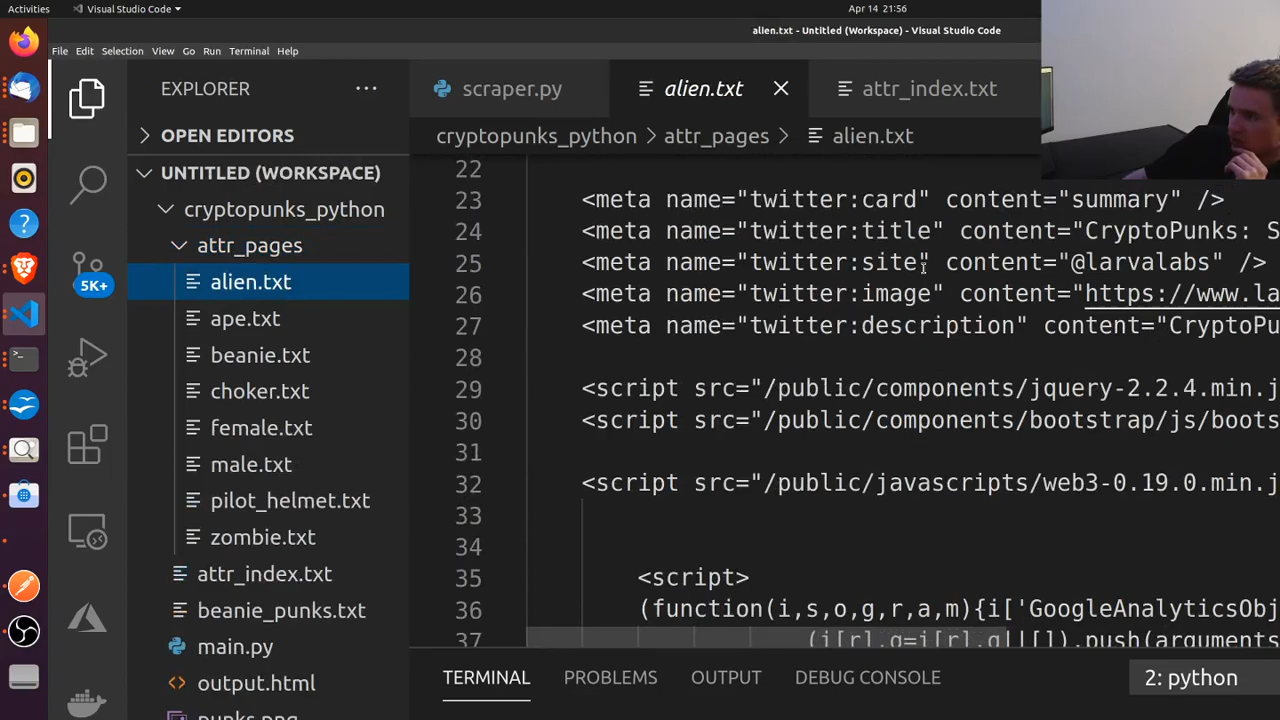 Activities Visual Studio Code Apr 14 21:56
alien.txt - Untitled (Workspace) - Visual Studio Code
File Edit Selection View Go Run Terminal Help
EXPLORER
scraper.py alien.txt attr_index.txt
OPEN EDITORS
cryptopunks_python > attr_pages > alien.txt
UNTITLED (WORKSPACE)
cryptopunks_python
attr_pages
alien.txt
ape.txt
beanie.txt
choker.txt
female.txt
male.txt
pilot_helmet.txt
zombie.txt
attr_index.txt
beanie_punks.txt
main.py
output.html
punks.png
5K+
22
23 <meta name="twitter:card" content="summary" />
24 <meta name="twitter:title" content="CryptoPunks: S
25 <meta name="twitter:site" content="@larvalabs" />
26 <meta name="twitter:image" content="https://www.la
27 <meta name="twitter:description" content="CryptoPu
28
29 <script src="/public/components/jquery-2.2.4.min.j
30 <script src="/public/components/bootstrap/js/boots
31
32 <script src="/public/javascripts/web3-0.19.0.min.j
33
34
35 <script>
36 (function(i,s,o,g,r,a,m){i['GoogleAnalyticsObj
37 (i[r].q=i[r].q||[]).push(arguments
TERMINAL PROBLEMS OUTPUT DEBUG CONSOLE 2: python